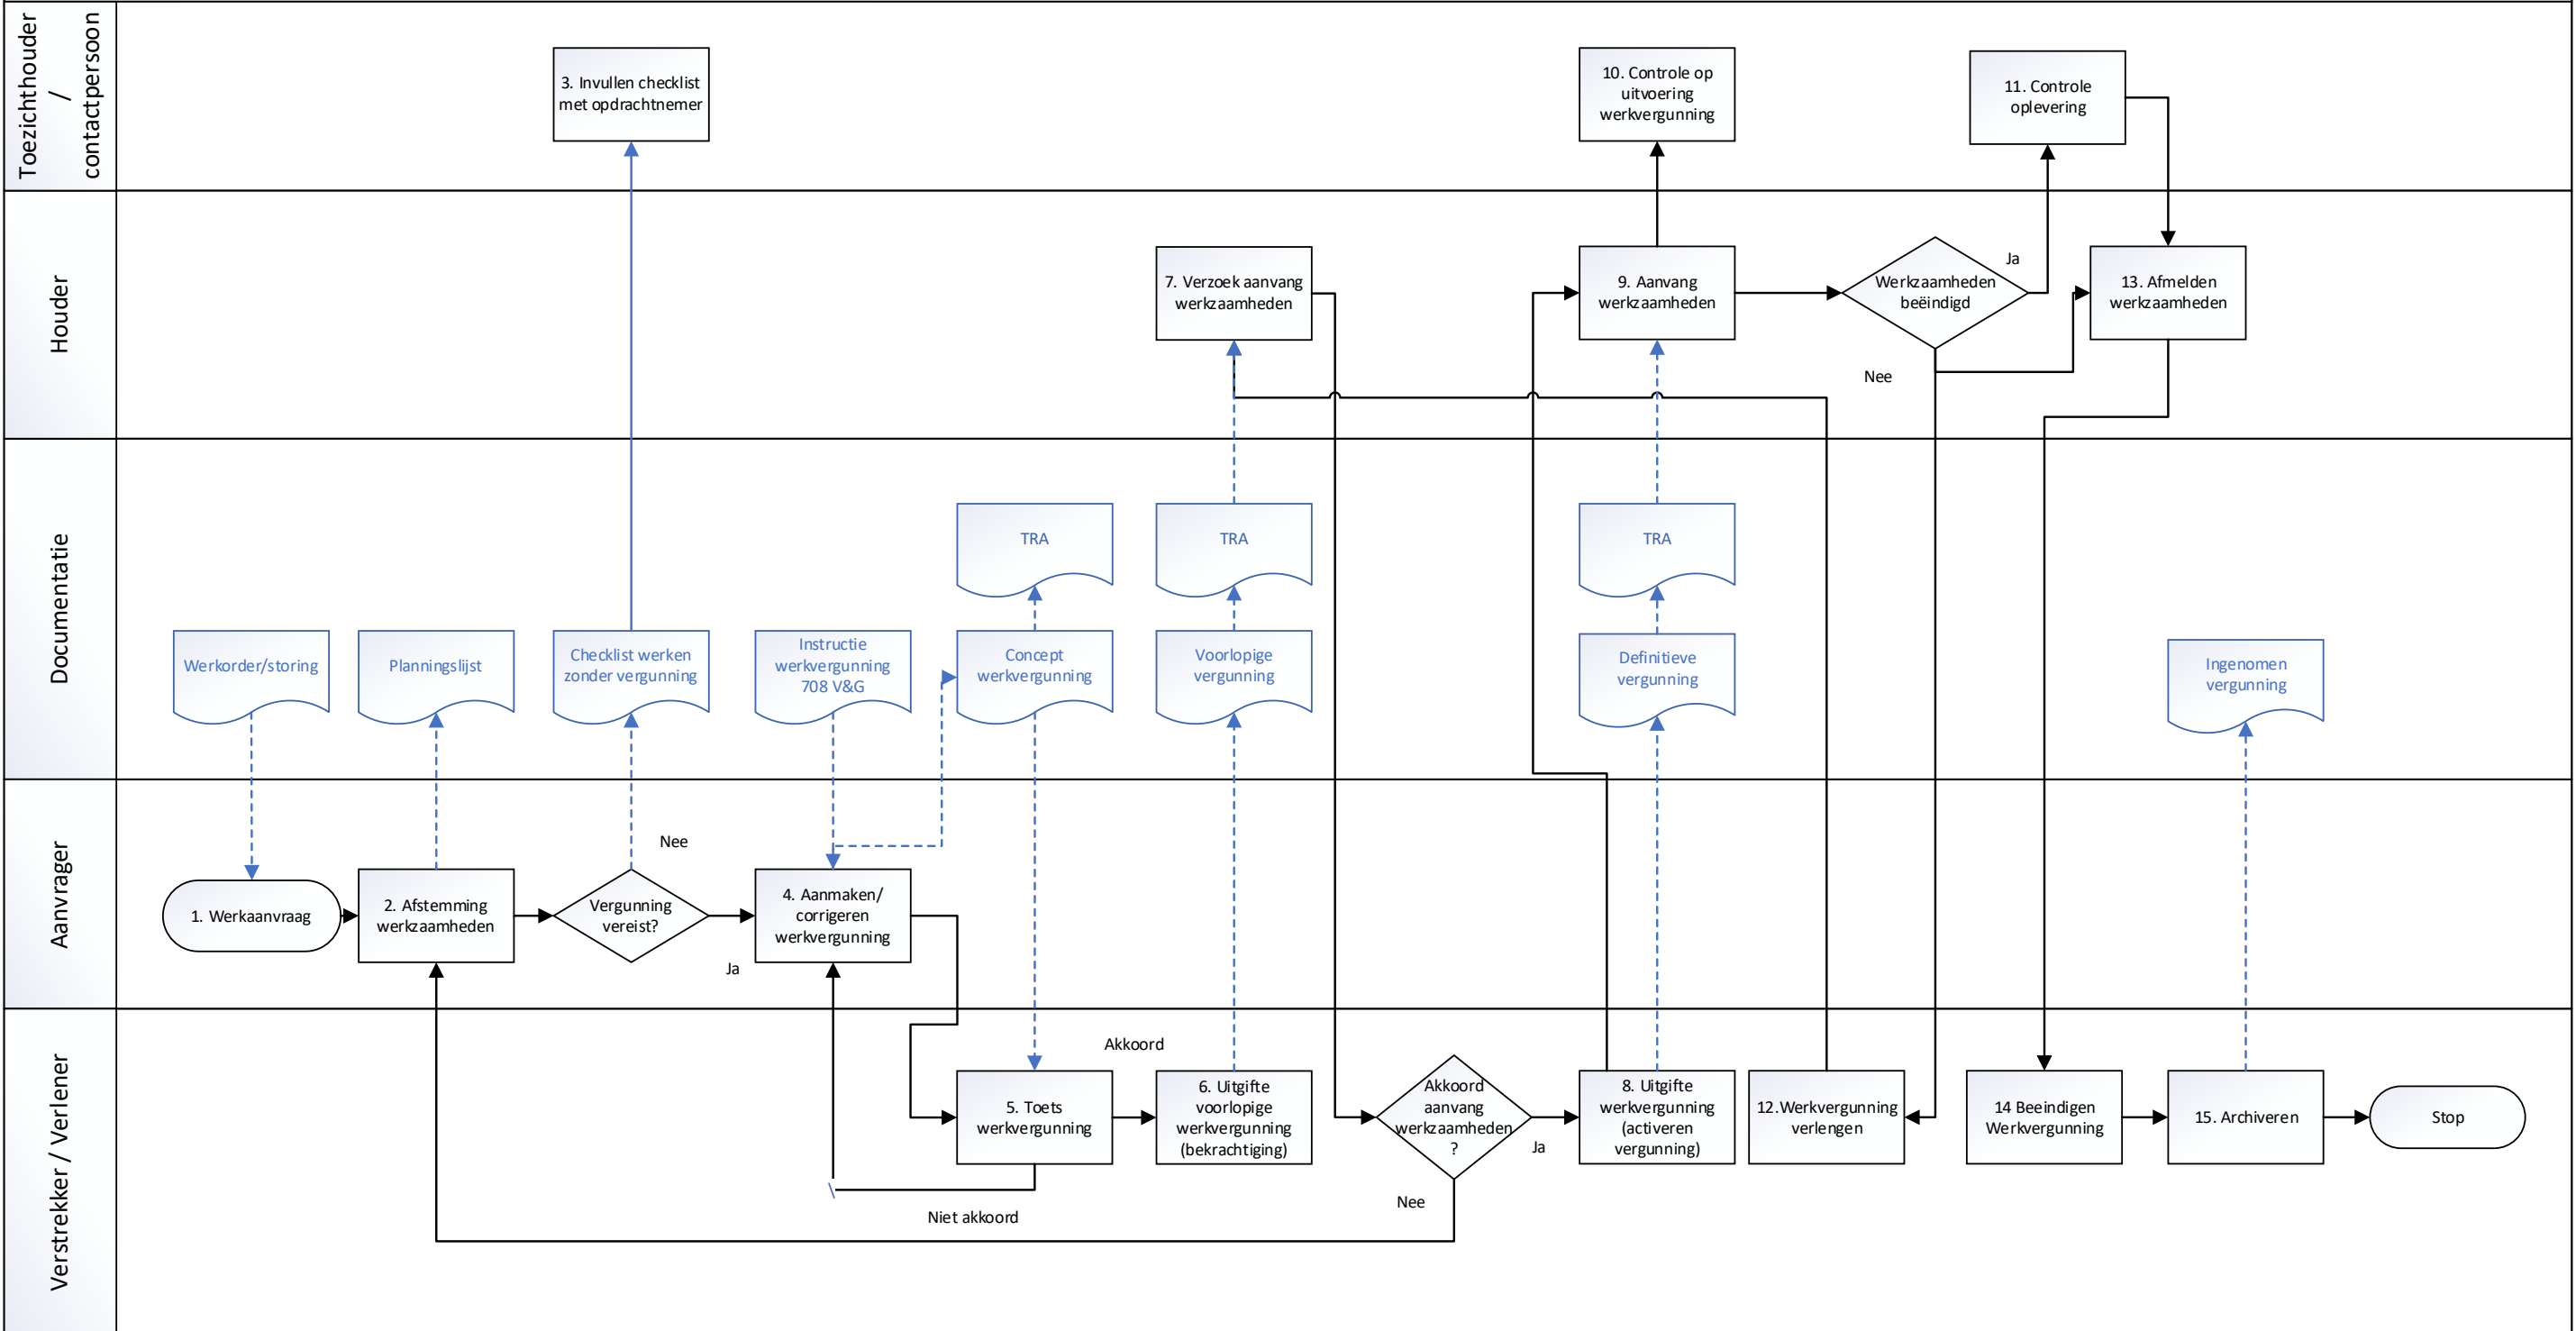 Toezichthouder
/
contactpersoon
3. Invullen checklist
met opdrachtnemer
10. Controle op
uitvoering
werkvergunning
11. Controle
oplevering
Houder
7. Verzoek aanvang
werkzaamheden
9. Aanvang
werkzaamheden
Werkzaamheden
beëindigd
Ja
Nee
13. Afmelden
werkzaamheden
Documentatie
TRA
TRA
TRA
Werkorder/storing
Planningslijst
Checklist werken
zonder vergunning
Instructie
werkvergunning
708 V&G
Concept
werkvergunning
Voorlopige
vergunning
Definitieve
vergunning
Ingenomen
vergunning
Aanvrager
1. Werkaanvraag
2. Afstemming
werkzaamheden
Vergunning
vereist?
Nee
Ja
4. Aanmaken/
corrigeren
werkvergunning
Verstrekker / Verlener
5. Toets
werkvergunning
Akkoord
Niet akkoord
6. Uitgifte
voorlopige
werkvergunning
(bekrachtiging)
Akkoord
aanvang
werkzaamheden
?
Ja
Nee
8. Uitgifte
werkvergunning
(activeren
vergunning)
12.Werkvergunning
verlengen
14 Beeindigen
Werkvergunning
15. Archiveren
Stop
\